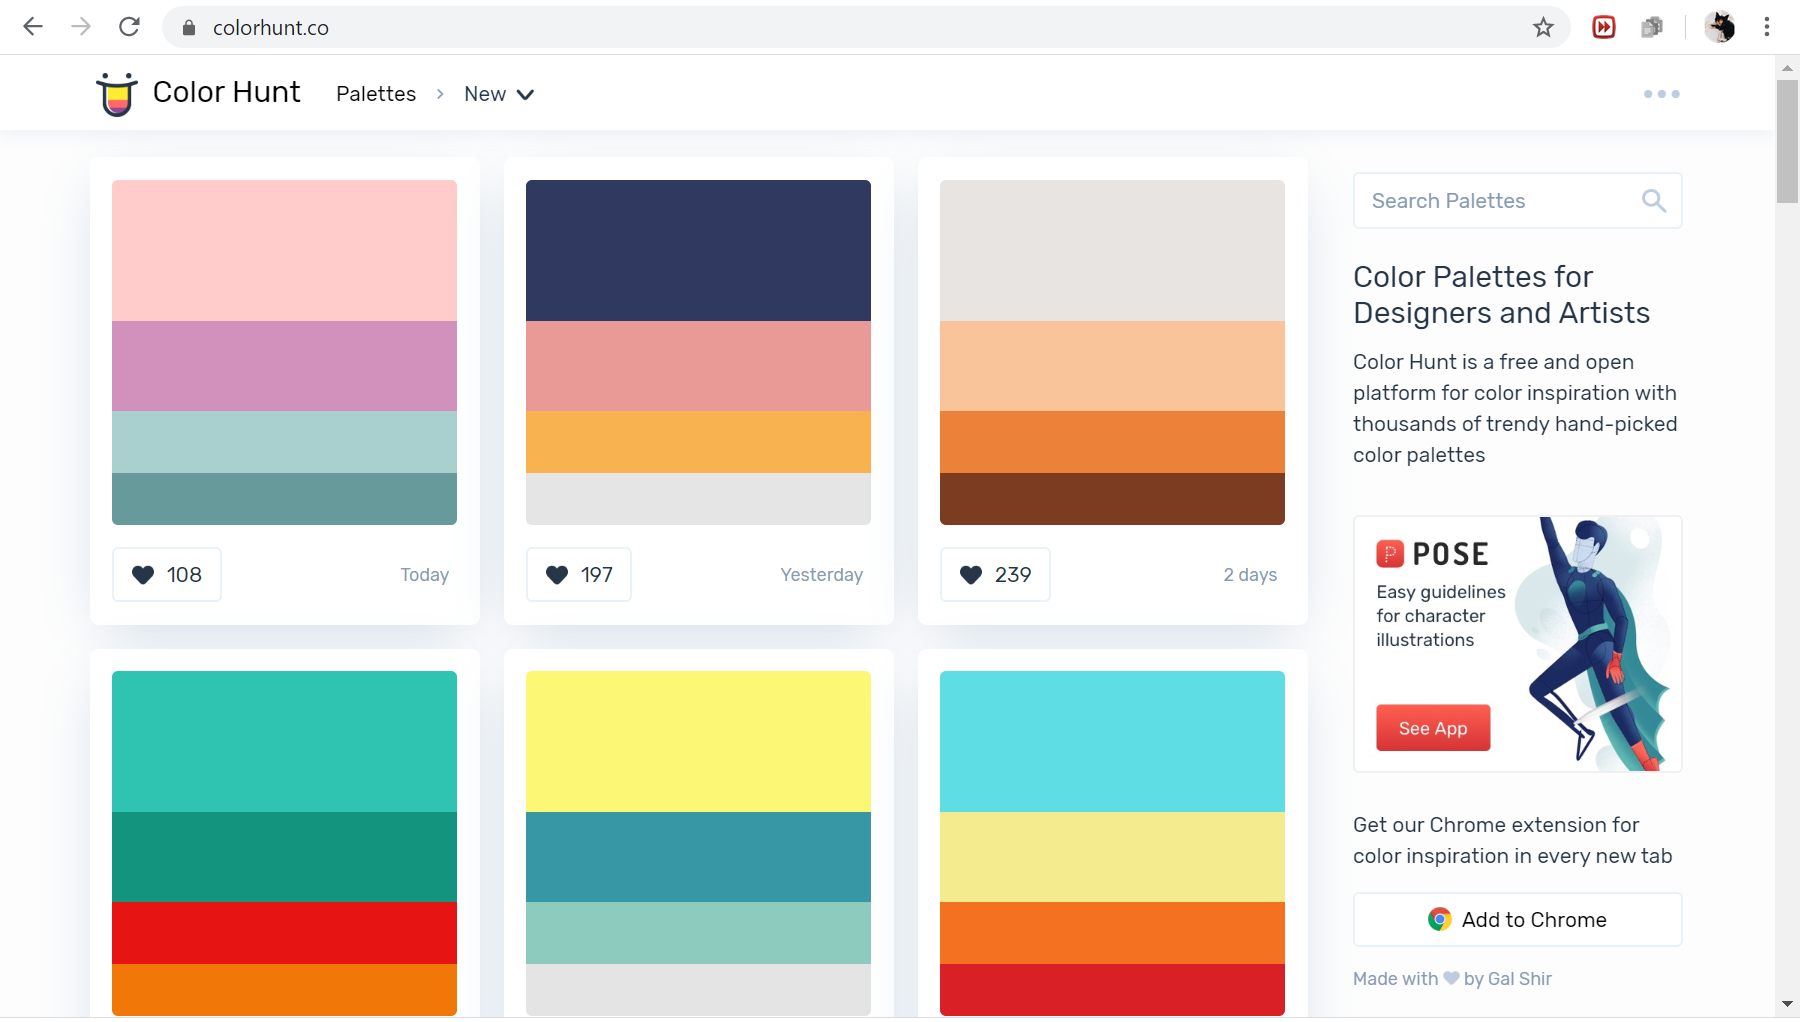 colorhunt.co
Color Hunt Palettes > New
Search Palettes
Color Palettes for
Designers and Artists
Color Hunt is a free and open
platform for color inspiration with
thousands of trendy hand-picked
color palettes
108 Today
197 Yesterday
239 2 days
P POSE
Easy guidelines
for character
illustrations
See App
Get our Chrome extension for
color inspiration in every new tab
Add to Chrome
Made with by Gal Shir